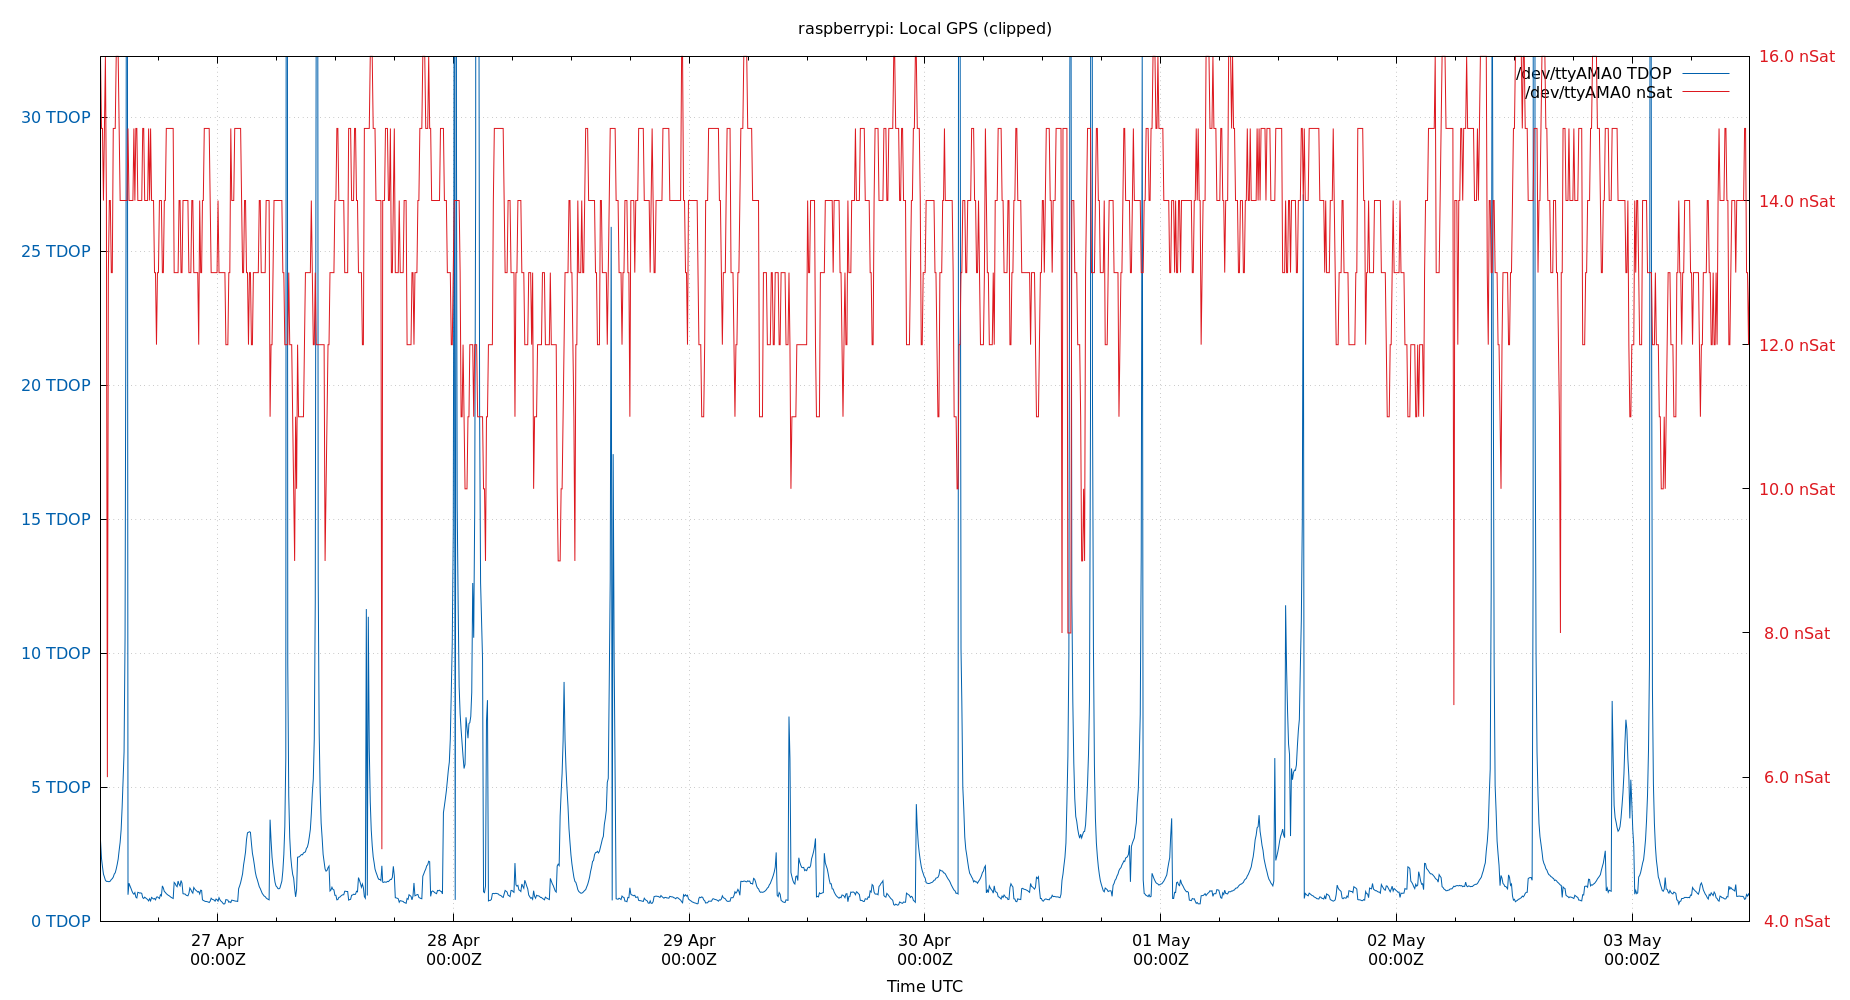 raspberrypi: Local GPS (clipped)
/dev/ttyAMA0 TDOP
/dev/ttyAMA0 nSat
30 TDOP
25 TDOP
20 TDOP
15 TDOP
10 TDOP
5 TDOP
0 TDOP
16.0 nSat
14.0 nSat
12.0 nSat
10.0 nSat
8.0 nSat
6.0 nSat
4.0 nSat
27 Apr
00:00Z
28 Apr
00:00Z
29 Apr
00:00Z
30 Apr
00:00Z
01 May
00:00Z
02 May
00:00Z
03 May
00:00Z
Time UTC